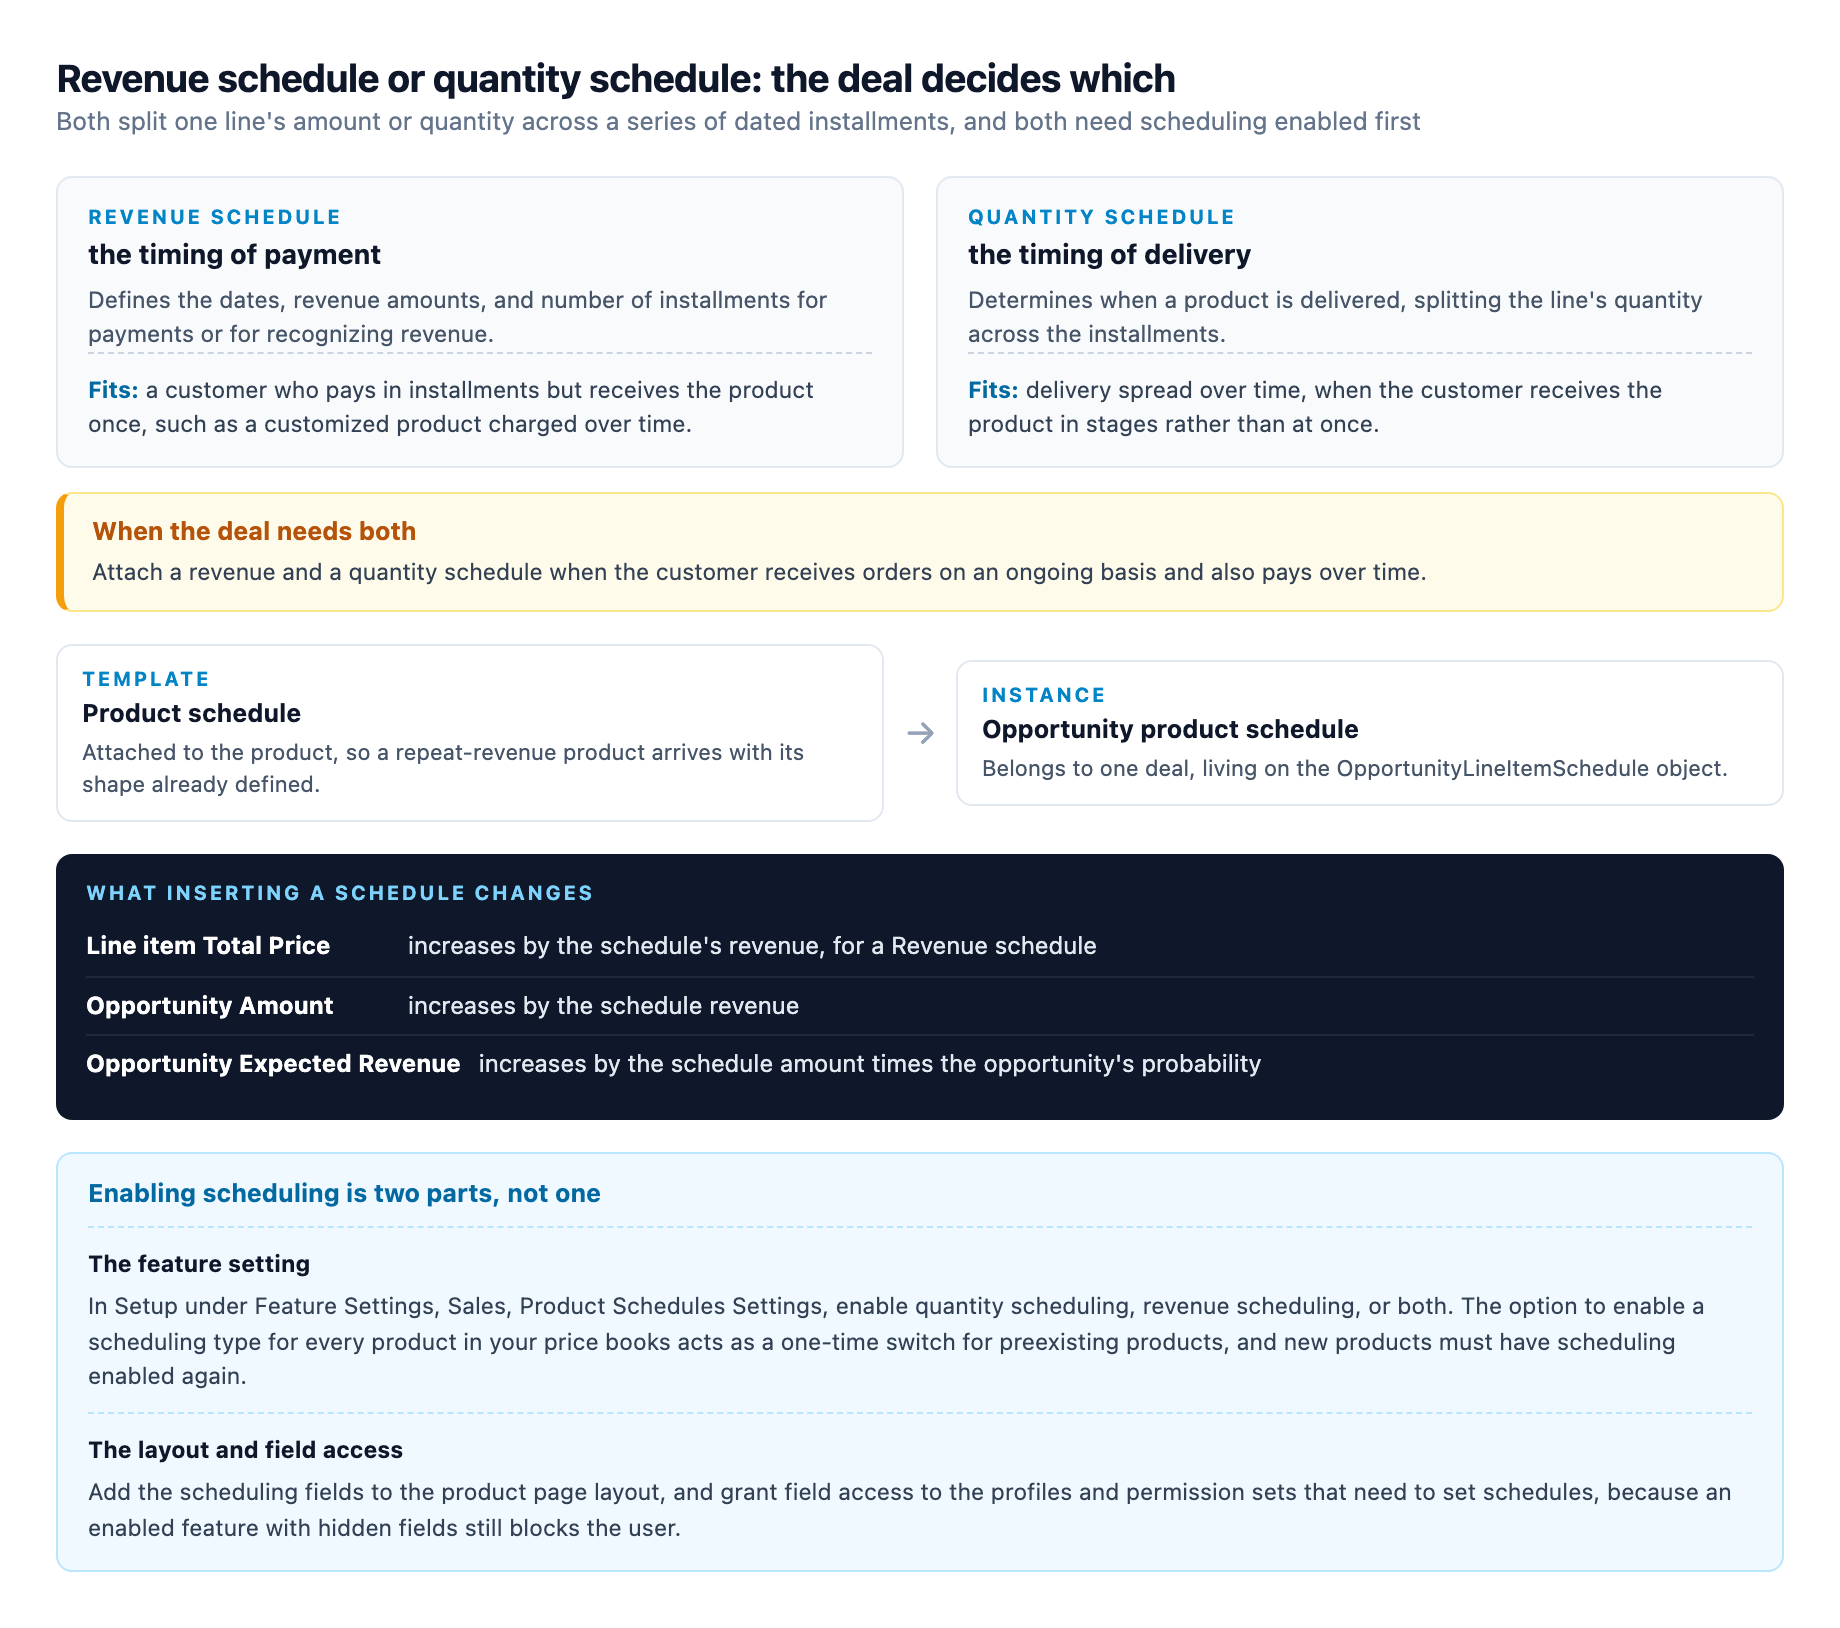 Revenue schedule or quantity schedule: the deal decides which
Both split one line's amount or quantity across a series of dated installments, and both need scheduling enabled first
REVENUE SCHEDULE
the timing of payment
Defines the dates, revenue amounts, and number of installments for
payments or for recognizing revenue.
Fits: a customer who pays in installments but receives the product
once, such as a customized product charged over time.
QUANTITY SCHEDULE
the timing of delivery
Determines when a product is delivered, splitting the line's quantity
across the installments.
Fits: delivery spread over time, when the customer receives the
product in stages rather than at once.
When the deal needs both
Attach a revenue and a quantity schedule when the customer receives orders on an ongoing basis and also pays over time.
TEMPLATE
Product schedule
Attached to the product, so a repeat-revenue product arrives with its
shape already defined.
→
INSTANCE
Opportunity product schedule
Belongs to one deal, living on the OpportunityLineItemSchedule object.
WHAT INSERTING A SCHEDULE CHANGES
Line item Total Price increases by the schedule's revenue, for a Revenue schedule
Opportunity Amount increases by the schedule revenue
Opportunity Expected Revenue increases by the schedule amount times the opportunity's probability
Enabling scheduling is two parts, not one
The feature setting
In Setup under Feature Settings, Sales, Product Schedules Settings, enable quantity scheduling, revenue scheduling, or both. The option to enable a
scheduling type for every product in your price books acts as a one-time switch for preexisting products, and new products must have scheduling
enabled again.
The layout and field access
Add the scheduling fields to the product page layout, and grant field access to the profiles and permission sets that need to set schedules, because an
enabled feature with hidden fields still blocks the user.